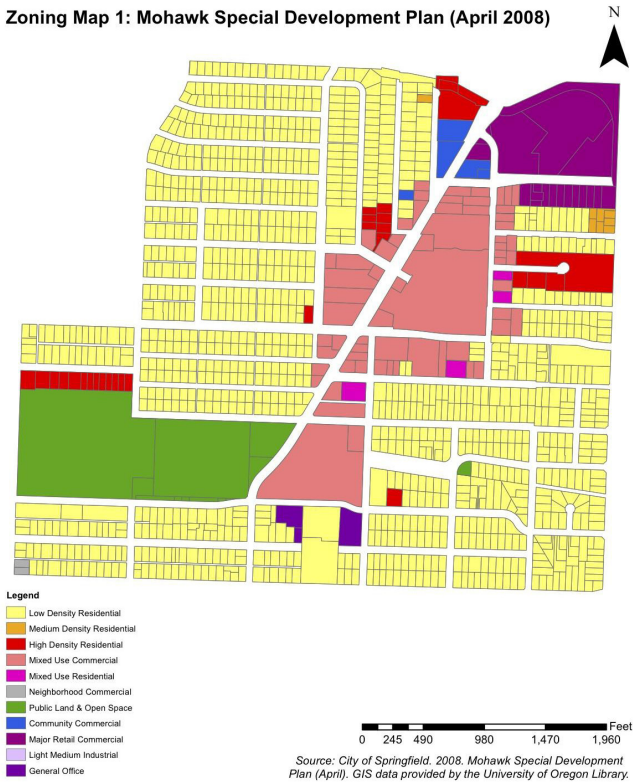 Zoning Map 1: Mohawk Special Development Plan (April 2008)
N
Legend
Low Density Residential
Medium Density Residential
High Density Residential
Mixed Use Commercial
Mixed Use Residential
Neighborhood Commercial
Public Land & Open Space
Community Commercial
Major Retail Commercial
Light Medium Industrial
General Office
Feet
0 245 490 980 1,470 1,960
Source: City of Springfield. 2008. Mohawk Special Development
Plan (April). GIS data provided by the University of Oregon Library.